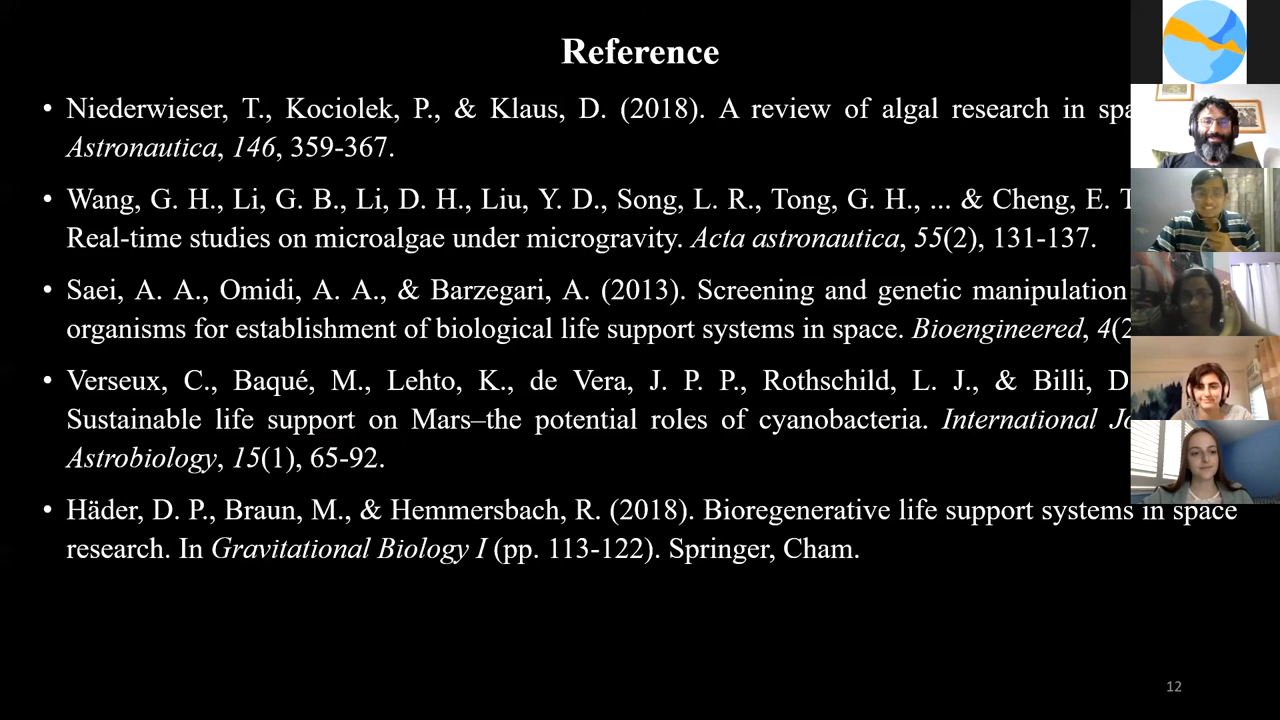 Reference
• Niederwieser, T., Kociolek, P., & Klaus, D. (2018). A review of algal research in
Astronautica, 146, 359-367.
• Wang, G. H., Li, G. B., Li, D. H., Liu, Y. D., Song, L. R., Tong, G. H., ... & Cheng, E.
Real-time studies on microalgae under microgravity. Acta astronautica, 55(2), 131-137.
• Saei, A. A., Omidi, A. A., & Barzegari, A. (2013). Screening and genetic manipulation
organisms for establishment of biological life support systems in space. Bioengineered, 4(2
• Verseux, C., Baqué, M., Lehto, K., de Vera, J. P. P., Rothschild, L. J., & Billi, D
Sustainable life support on Mars–the potential roles of cyanobacteria. International
Astrobiology, 15(1), 65-92.
• Häder, D. P., Braun, M., & Hemmersbach, R. (2018). Bioregenerative life support systems in space
research. In Gravitational Biology I (pp. 113-122). Springer, Cham.
12